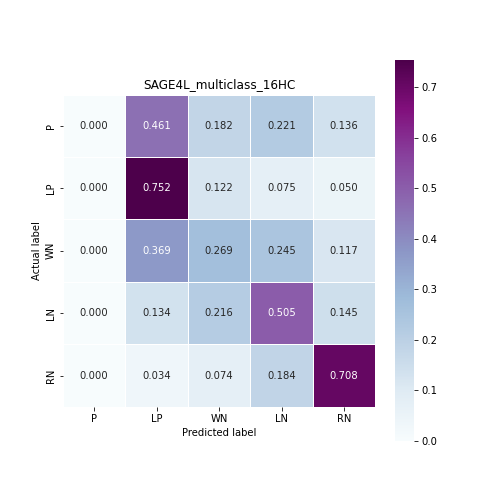 SAGE4L_multiclass_16HC
Actual label
P 0.000 0.461 0.182 0.221 0.136
LP 0.000 0.752 0.122 0.075 0.050
WN 0.000 0.369 0.269 0.245 0.117
LN 0.000 0.134 0.216 0.505 0.145
RN 0.000 0.034 0.074 0.184 0.708
P LP WN LN RN
Predicted label
0.7
0.6
0.5
0.4
0.3
0.2
0.1
0.0